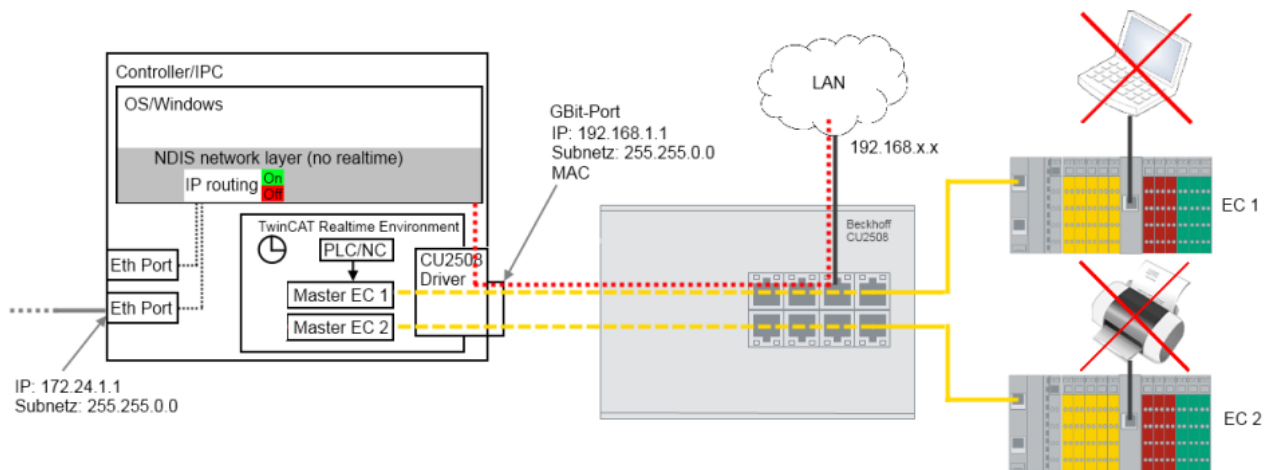 Controller/IPC
OS/Windows
NDIS network layer (no realtime)
IP routing
On
Off
TwinCAT Realtime Environment
PLC/NC
Master EC 1
Master EC 2
CU2508
Driver
Eth Port
Eth Port
IP: 172.24.1.1
Subnetz: 255.255.0.0
GBit-Port
IP: 192.168.1.1
Subnetz: 255.255.0.0
MAC
LAN
192.168.x.x
Beckhoff
CU2508
EC 1
EC 2